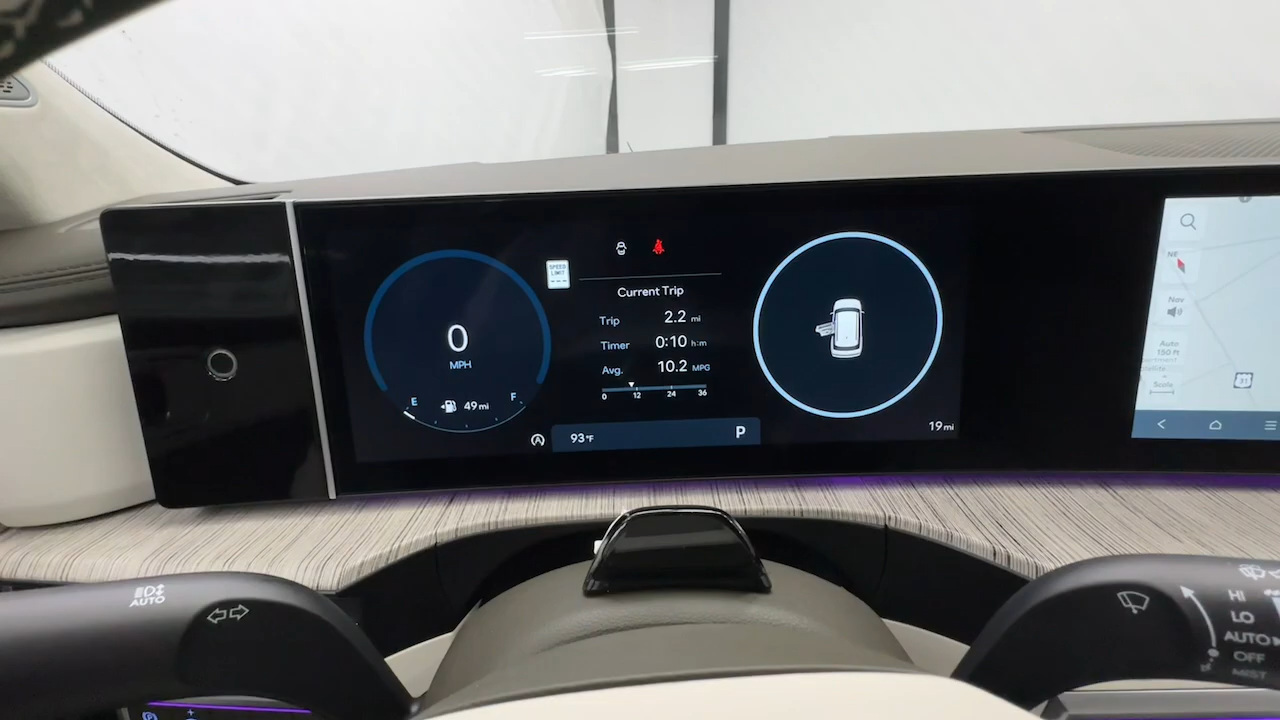 SPEED
LIMIT
Current Trip
Trip 2.2 mi
Timer 0:10 h:m
Avg. 10.2 MPG
0 12 24 36
0
MPH
E F
49 mi
93°F P
19 mi
NE
Nav
Auto
150 ft
Scale
31
AUTO
HI
LO
AUTO
OFF
MIST